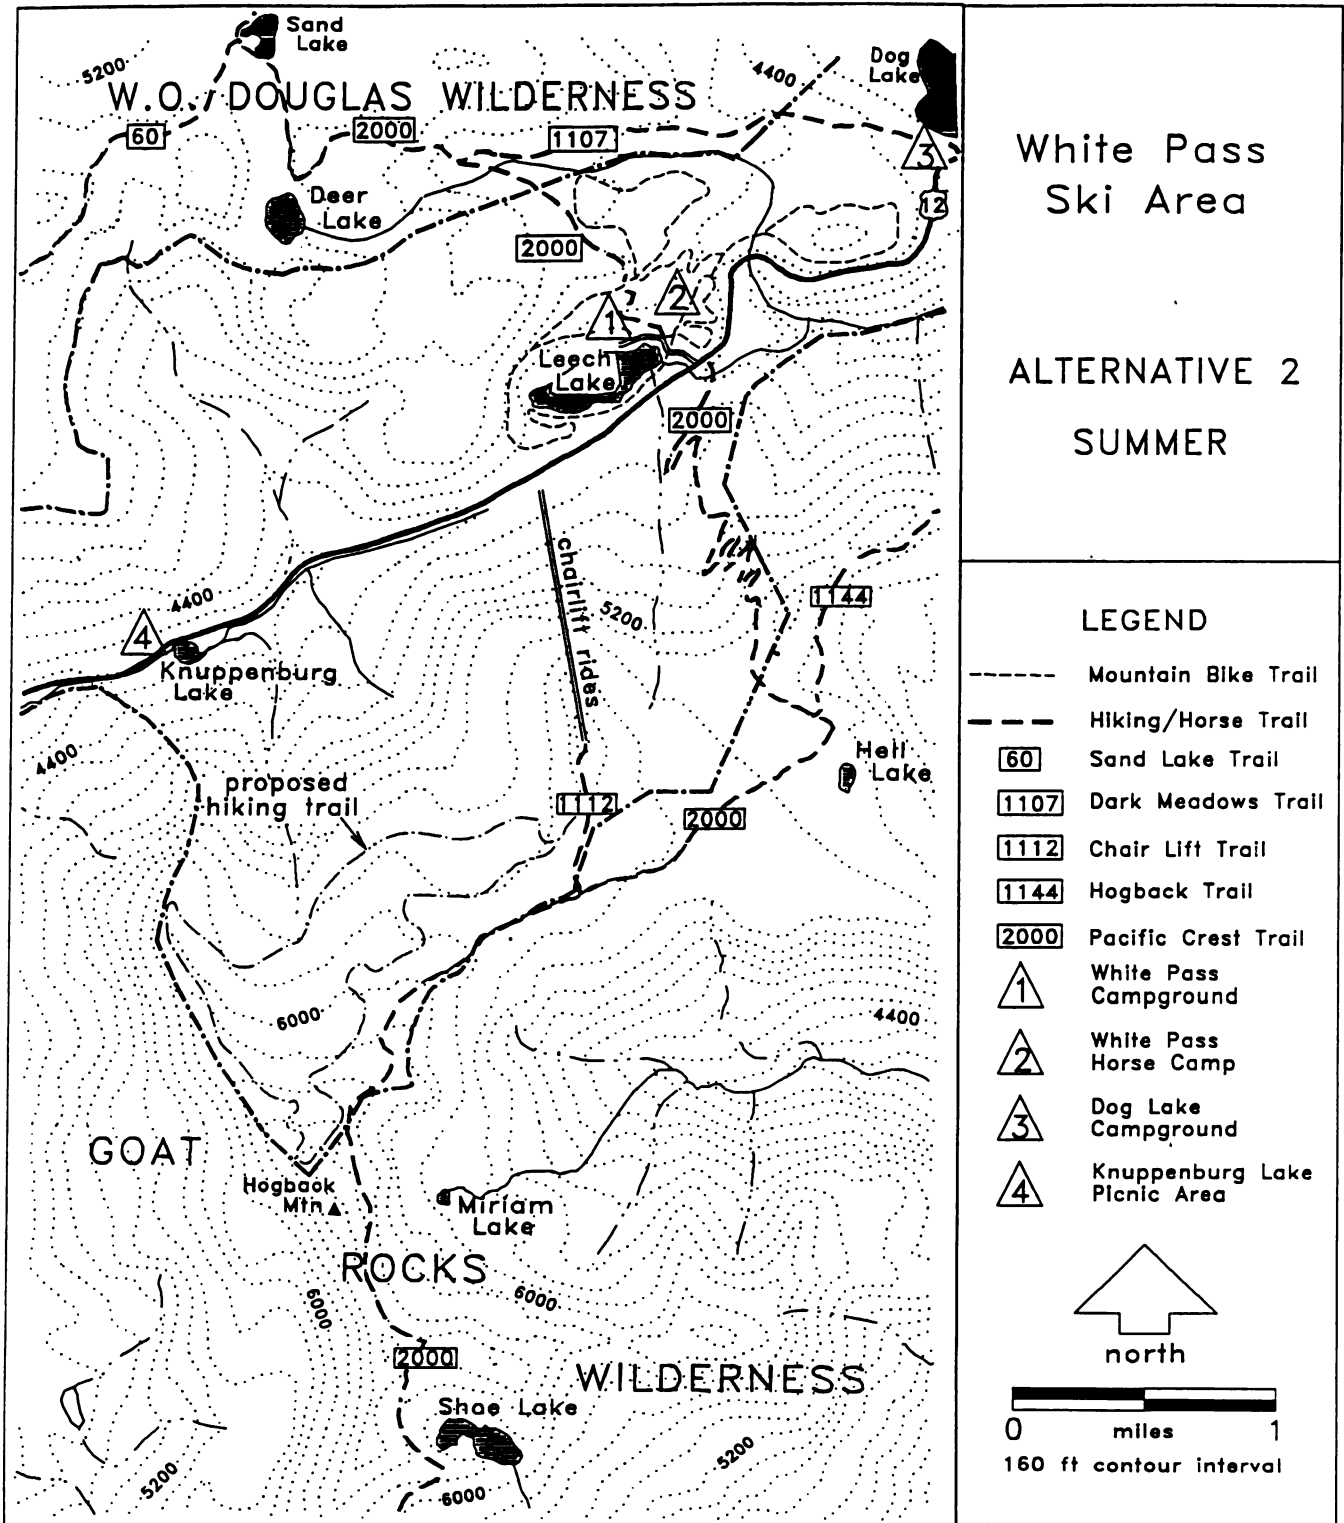 Sand
Lake
5200
W.O. DOUGLAS WILDERNESS
4400
Dog
Lake
60
2000
1107
3
12
Deer
Lake
2000
2
1
Leech
Lake
2000
chairlift rides
1144
5200
4400
4
Knuppenburg
Lake
4400
proposed
hiking trail
Hell
Lake
1112
2000
6000
4400
GOAT
Hogback
Mtn
Miriam
Lake
ROCKS
6000
6000
2000
WILDERNESS
Shoe Lake
5200
6000
5200
White Pass
Ski Area
ALTERNATIVE 2
SUMMER
LEGEND
Mountain Bike Trail
Hiking/Horse Trail
60 Sand Lake Trail
1107 Dark Meadows Trail
1112 Chair Lift Trail
1144 Hogback Trail
2000 Pacific Crest Trail
1 White Pass
Campground
2 White Pass
Horse Camp
3 Dog Lake
Campground
4 Knuppenburg Lake
Picnic Area
north
0 miles 1
160 ft contour interval